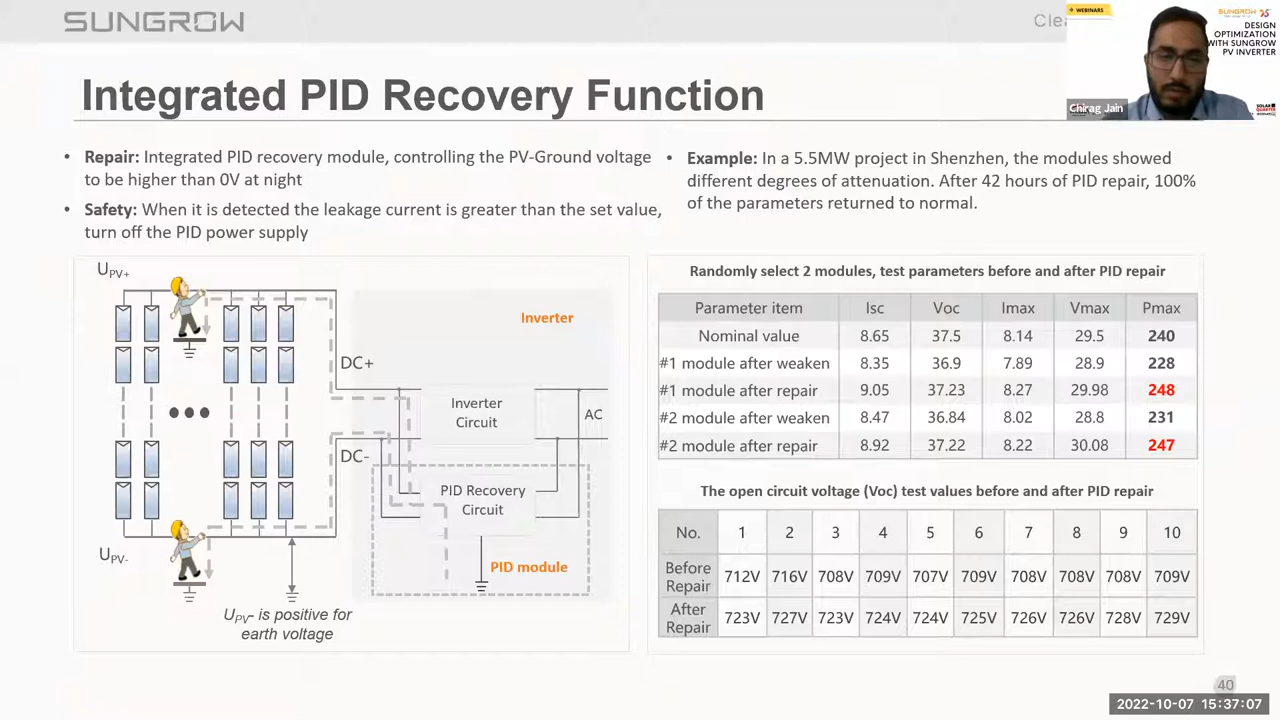 SUNGROW
Cle
WEBINARS
SUNGROW
DESIGN
OPTIMIZATION
WITH SUNGROW
PV INVERTER
Chirag Jain
SOLAR
QUARTER
Integrated PID Recovery Function
• Repair: Integrated PID recovery module, controlling the PV-Ground voltage
to be higher than 0V at night
• Safety: When it is detected the leakage current is greater than the set value,
turn off the PID power supply
• Example: In a 5.5MW project in Shenzhen, the modules showed
different degrees of attenuation. After 42 hours of PID repair, 100%
of the parameters returned to normal.
UPV+
Inverter
DC+
Inverter
Circuit
AC
DC-
PID Recovery
Circuit
UPV-
PID module
UPV- is positive for
earth voltage
Randomly select 2 modules, test parameters before and after PID repair
Parameter item Isc Voc Imax Vmax Pmax
Nominal value 8.65 37.5 8.14 29.5 240
#1 module after weaken 8.35 36.9 7.89 28.9 228
#1 module after repair 9.05 37.23 8.27 29.98 248
#2 module after weaken 8.47 36.84 8.02 28.8 231
#2 module after repair 8.92 37.22 8.22 30.08 247
The open circuit voltage (Voc) test values before and after PID repair
No. 1 2 3 4 5 6 7 8 9 10
Before
Repair 712V 716V 708V 709V 707V 709V 708V 708V 708V 709V
After
Repair 723V 727V 723V 724V 724V 725V 726V 726V 728V 729V
40
2022-10-07 15:37:07